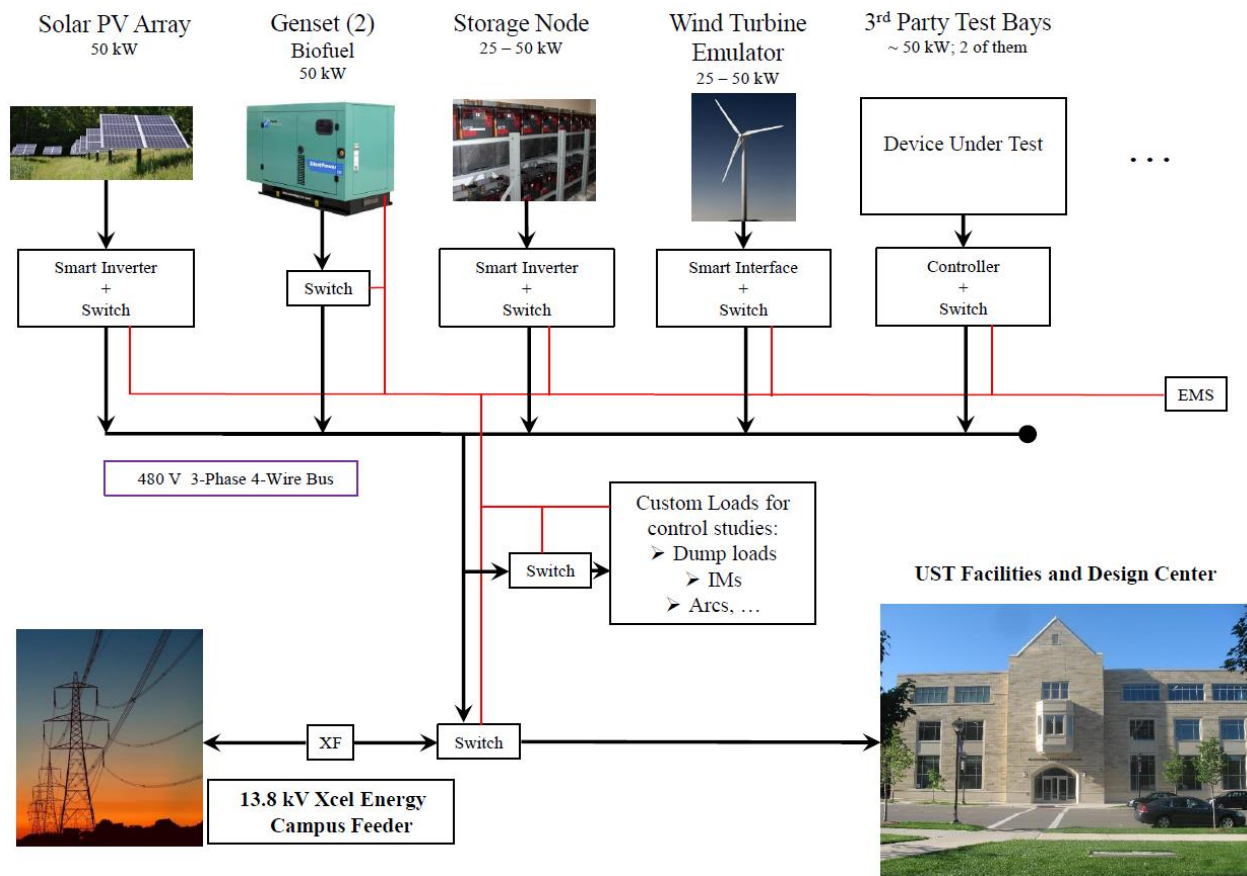 Solar PV Array
50 kW
Genset (2)
Biofuel
50 kW
Storage Node
25 – 50 kW
Wind Turbine
Emulator
25 – 50 kW
3rd Party Test Bays
~ 50 kW; 2 of them
SilentPower
Device Under Test
. . .
Smart Inverter
+
Switch
Switch
Smart Inverter
+
Switch
Smart Interface
+
Switch
Controller
+
Switch
EMS
480 V 3-Phase 4-Wire Bus
Switch
Custom Loads for
control studies:
➢ Dump loads
➢ IMs
➢ Arcs, …
UST Facilities and Design Center
XF
Switch
13.8 kV Xcel Energy
Campus Feeder